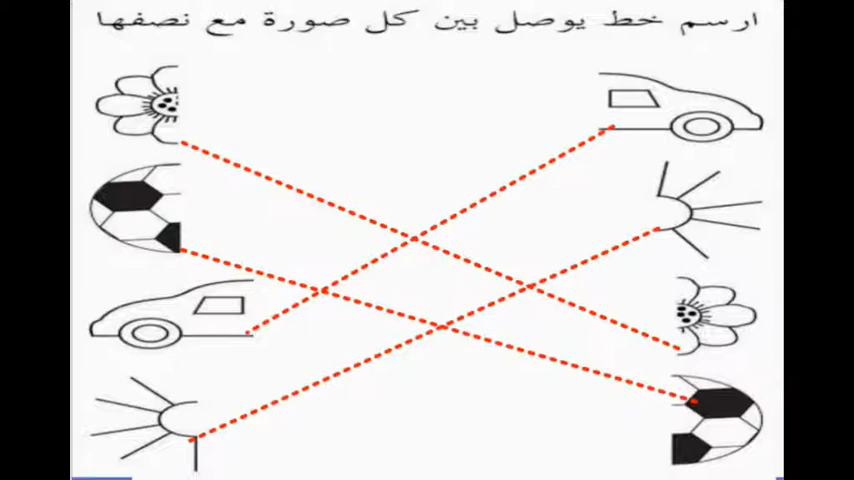 ارسم خط يوصل بين كل صورة مع نصفها